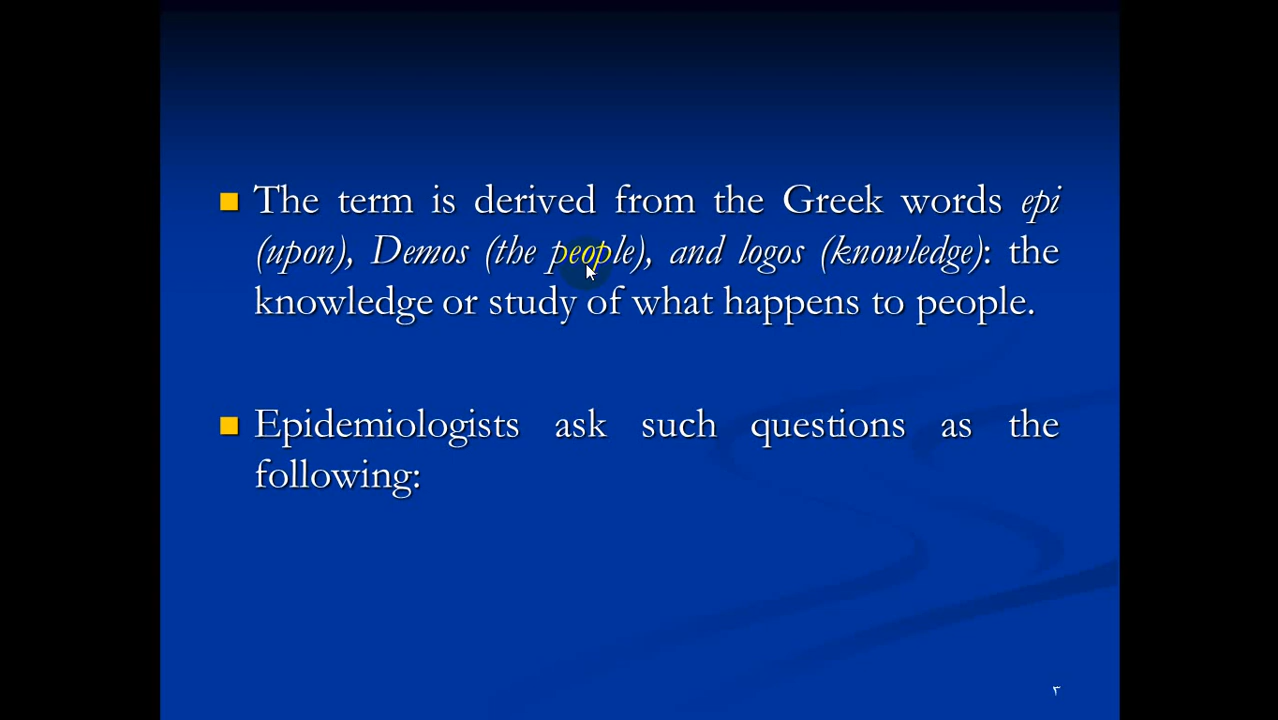 The term is derived from the Greek words epi
(upon), Demos (the people), and logos (knowledge): the
knowledge or study of what happens to people.
Epidemiologists ask such questions as the
following:
٣